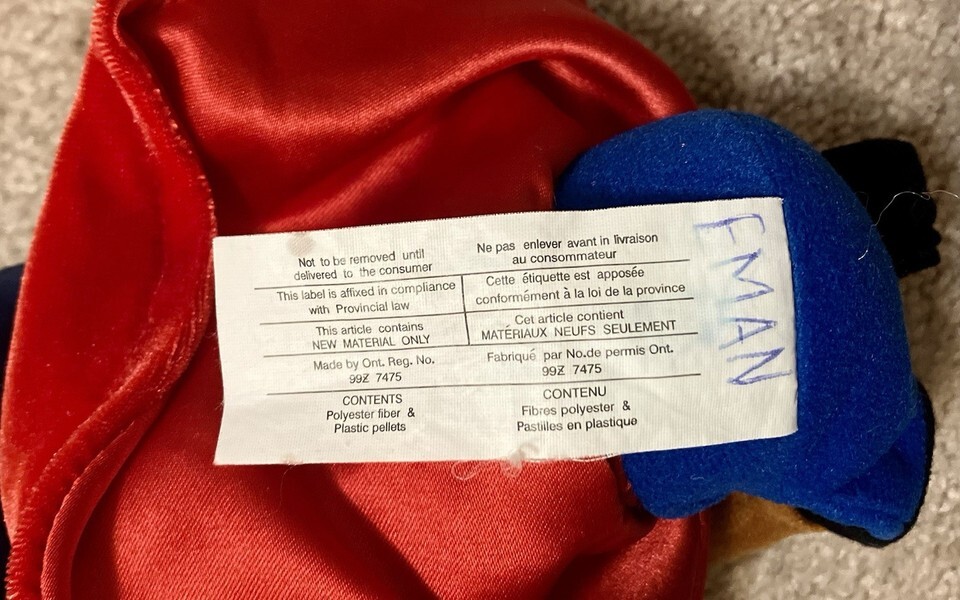 Not to be removed until
delivered to the consumer
Ne pas enlever avant in livraison
au consommateur
This label is affixed in compliance
with Provincial law
Cette étiquette est apposée
conformément à la loi de la province
This article contains
NEW MATERIAL ONLY
Cet article contient
MATÉRIAUX NEUFS SEULEMENT
Made by Ont. Reg. No.
99Z 7475
Fabriqué par No.de permis Ont.
99Z 7475
CONTENTS
Polyester fiber &
Plastic pellets
CONTENU
Fibres polyester &
Pastilles en plastique
FMAN